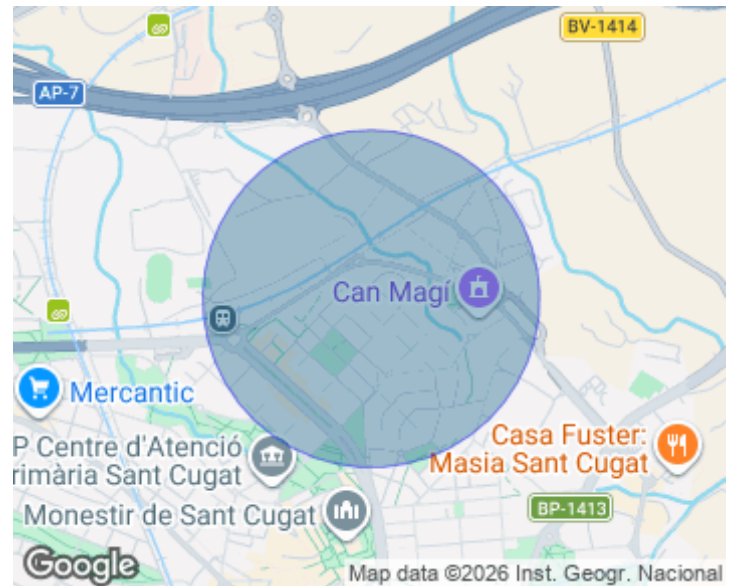 BV-1414
AP-7
Can Magí
Mercantic
P Centre d'Atenció
rimària Sant Cugat
Casa Fuster:
Masia Sant Cugat
Monestir de Sant Cugat
BP-1413
Google
Map data ©2026 Inst. Geogr. Nacional